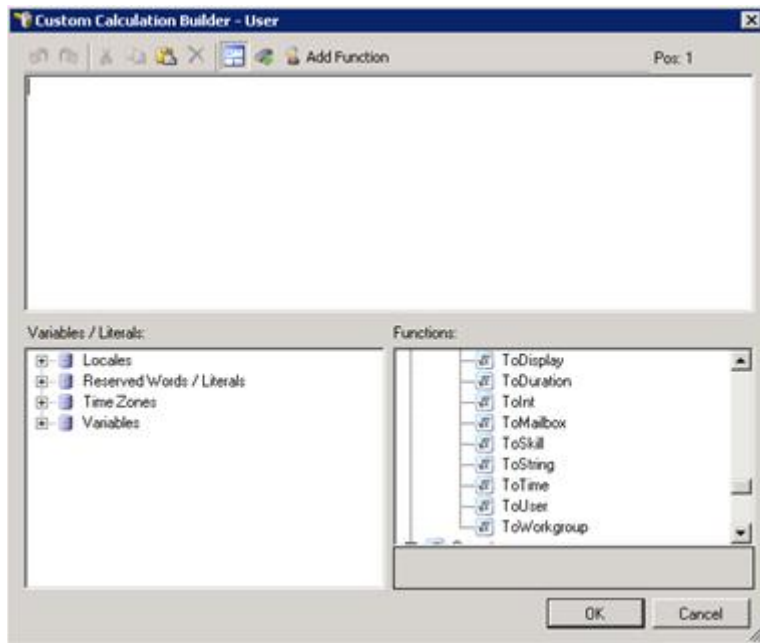 Custom Calculation Builder - User
Add Function
Pos: 1
Variables / Literals:
Locales
Reserved Words / Literals
Time Zones
Variables
Functions:
ToDisplay
ToDuration
ToInt
ToMailbox
ToSkill
ToString
ToTime
ToUser
ToWorkgroup
OK
Cancel